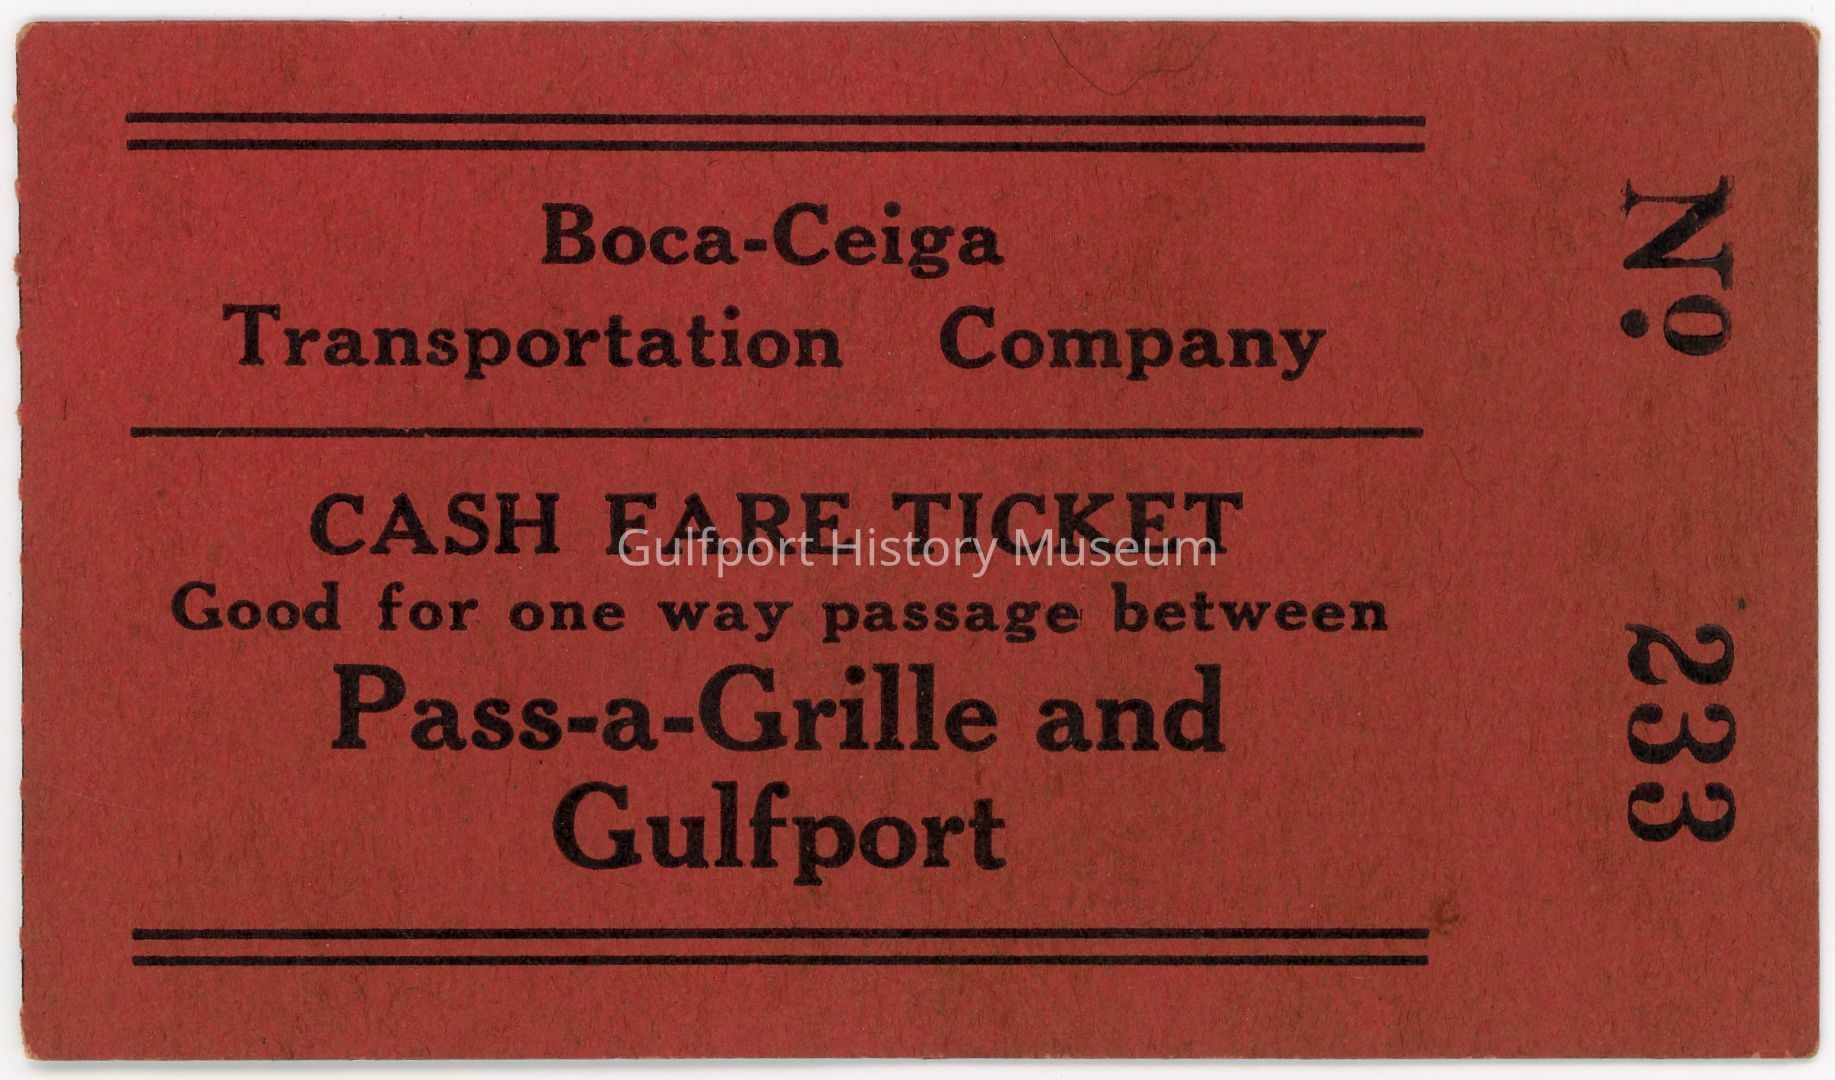 Boca-Ceiga
Transportation Company
CASH FARE TICKET
Gulfport History Museum
Good for one way passage between
Pass-a-Grille and
Gulfport
No. 233